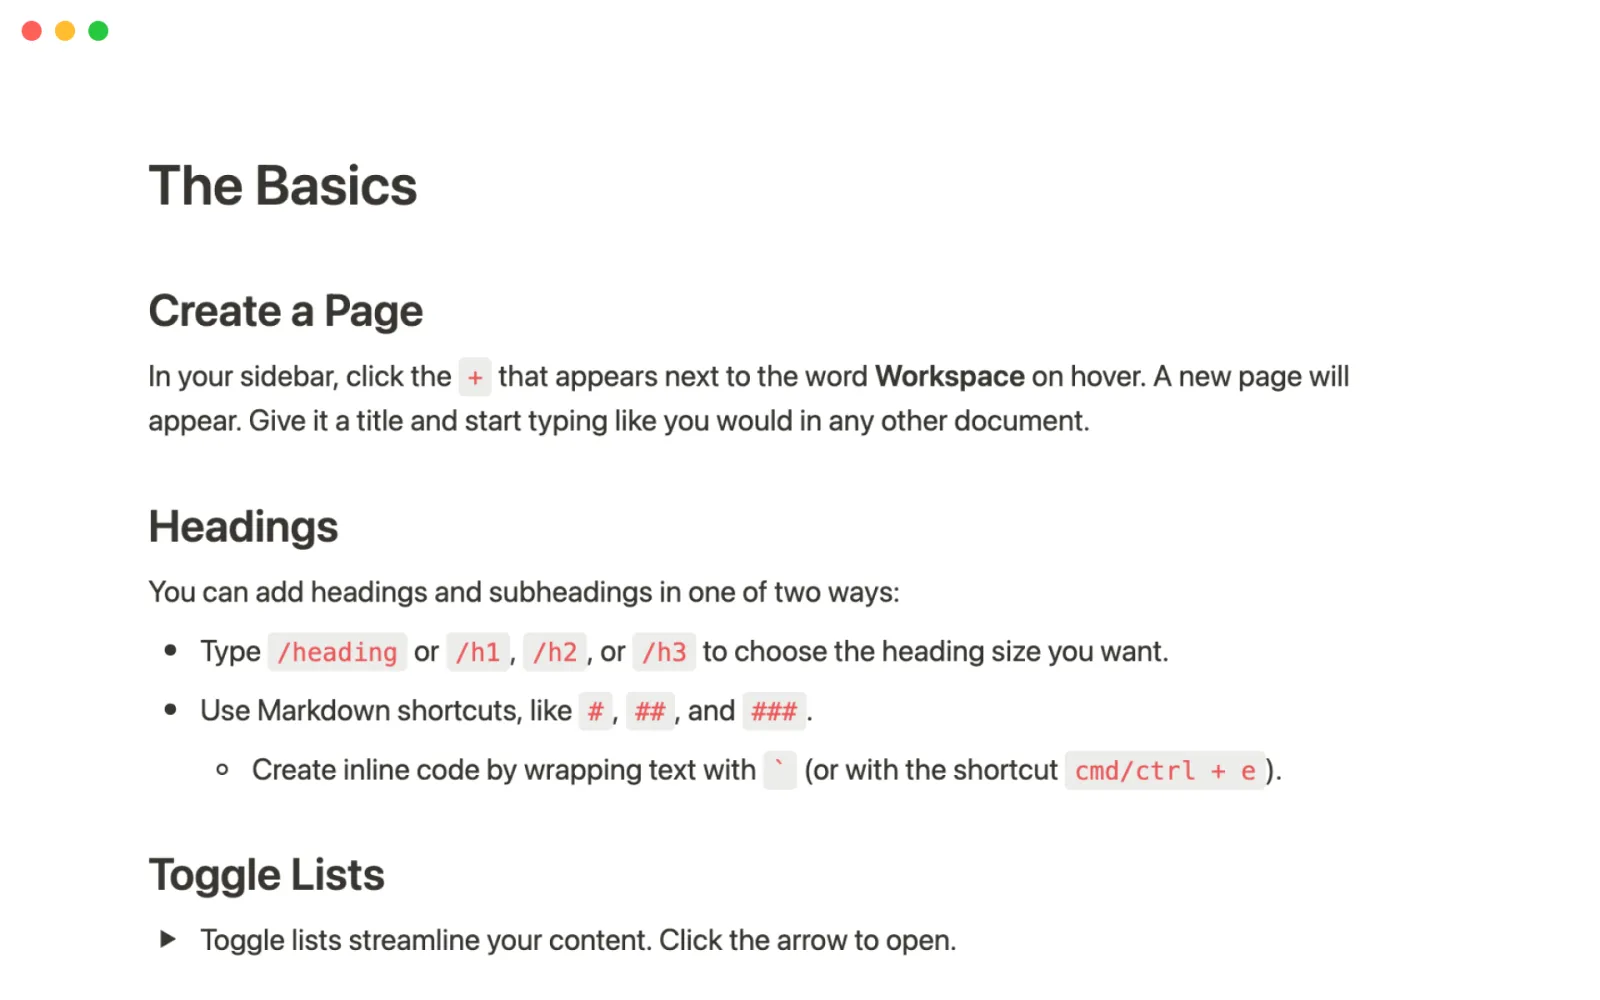 The Basics
Create a Page
In your sidebar, click the + that appears next to the word Workspace on hover. A new page will
appear. Give it a title and start typing like you would in any other document.
Headings
You can add headings and subheadings in one of two ways:
Type /heading or /h1, /h2, or /h3 to choose the heading size you want.
Use Markdown shortcuts, like #, ##, and ###.
Create inline code by wrapping text with ` (or with the shortcut cmd/ctrl + e).
Toggle Lists
Toggle lists streamline your content. Click the arrow to open.